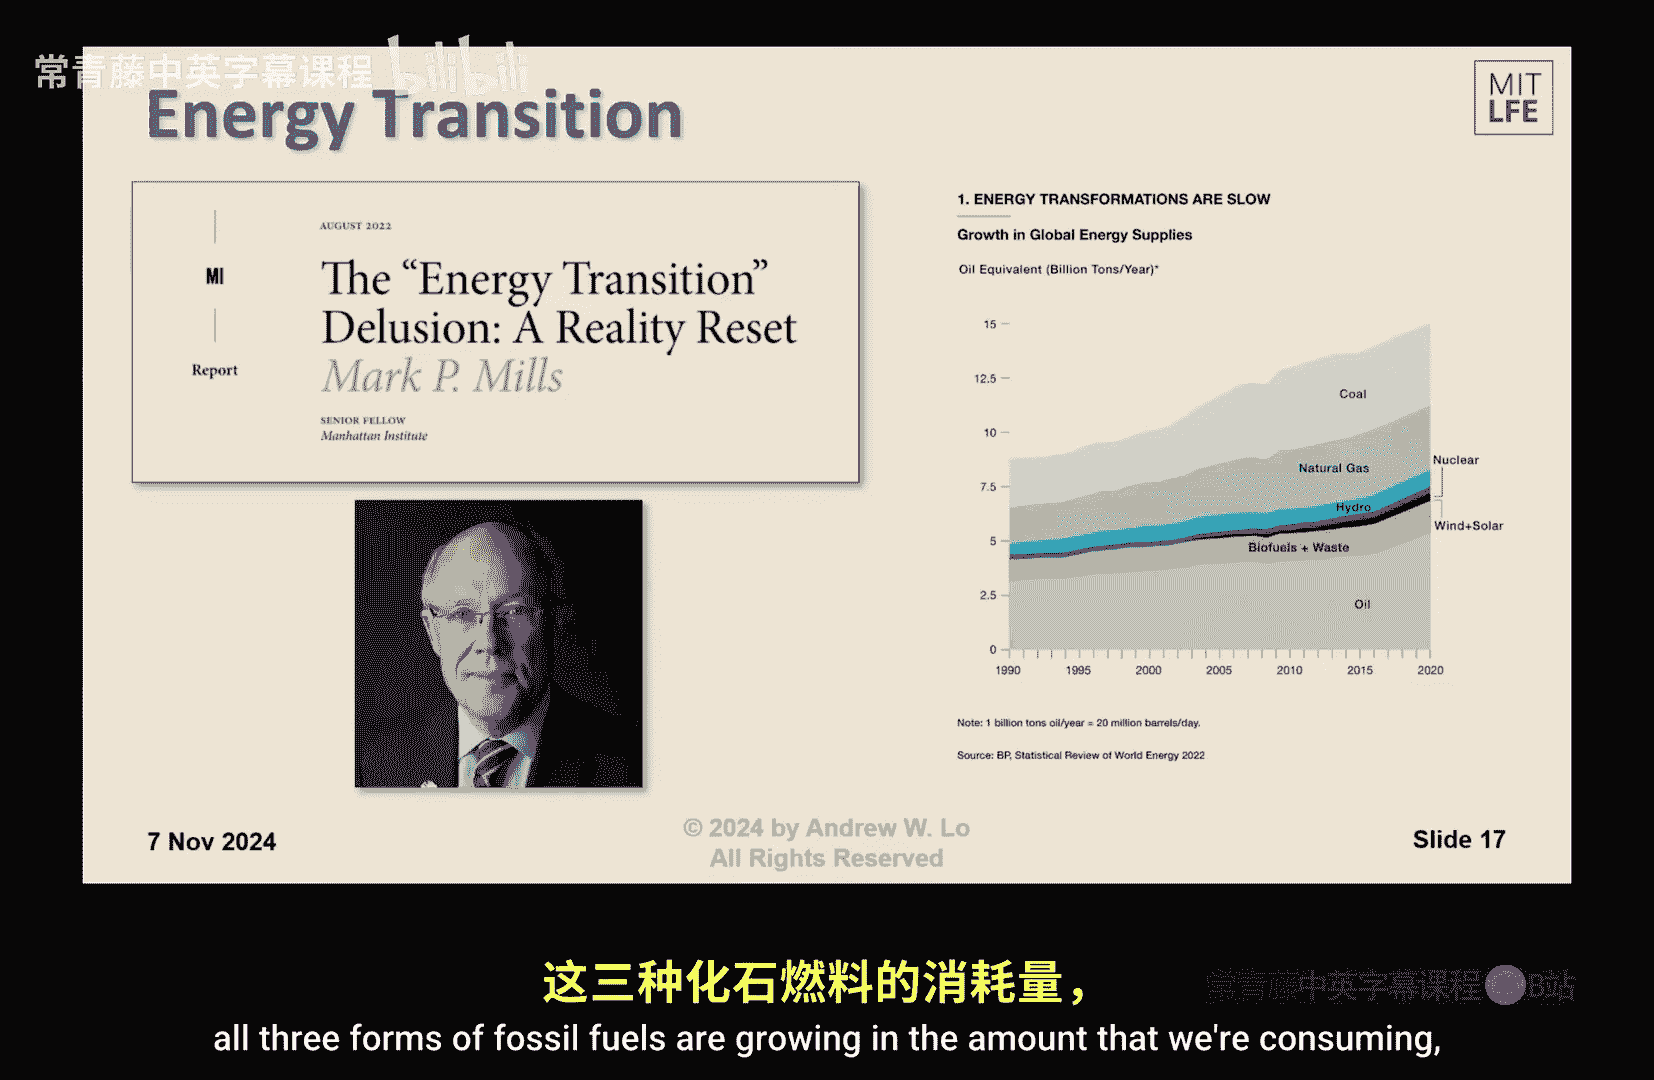 常青藤中英字幕课程 bilibili
Energy Transition
MIT
LFE
AUGUST 2022
MI
Report
The “Energy Transition”
Delusion: A Reality Reset
Mark P. Mills
SENIOR FELLOW
Manhattan Institute
1. ENERGY TRANSFORMATIONS ARE SLOW
Growth in Global Energy Supplies
Oil Equivalent (Billion Tons/Year)*
15
12.5
10
7.5
5
2.5
0
Coal
Natural Gas
Nuclear
Hydro
Wind+Solar
Biofuels + Waste
Oil
1990 1995 2000 2005 2010 2015 2020
Note: 1 billion tons oil/year = 20 million barrels/day.
Source: BP, Statistical Review of World Energy 2022
7 Nov 2024
© 2024 by Andrew W. Lo
All Rights Reserved
Slide 17
这三种化石燃料的消耗量，
常青藤中英字幕课程 B站
all three forms of fossil fuels are growing in the amount that we're consuming,